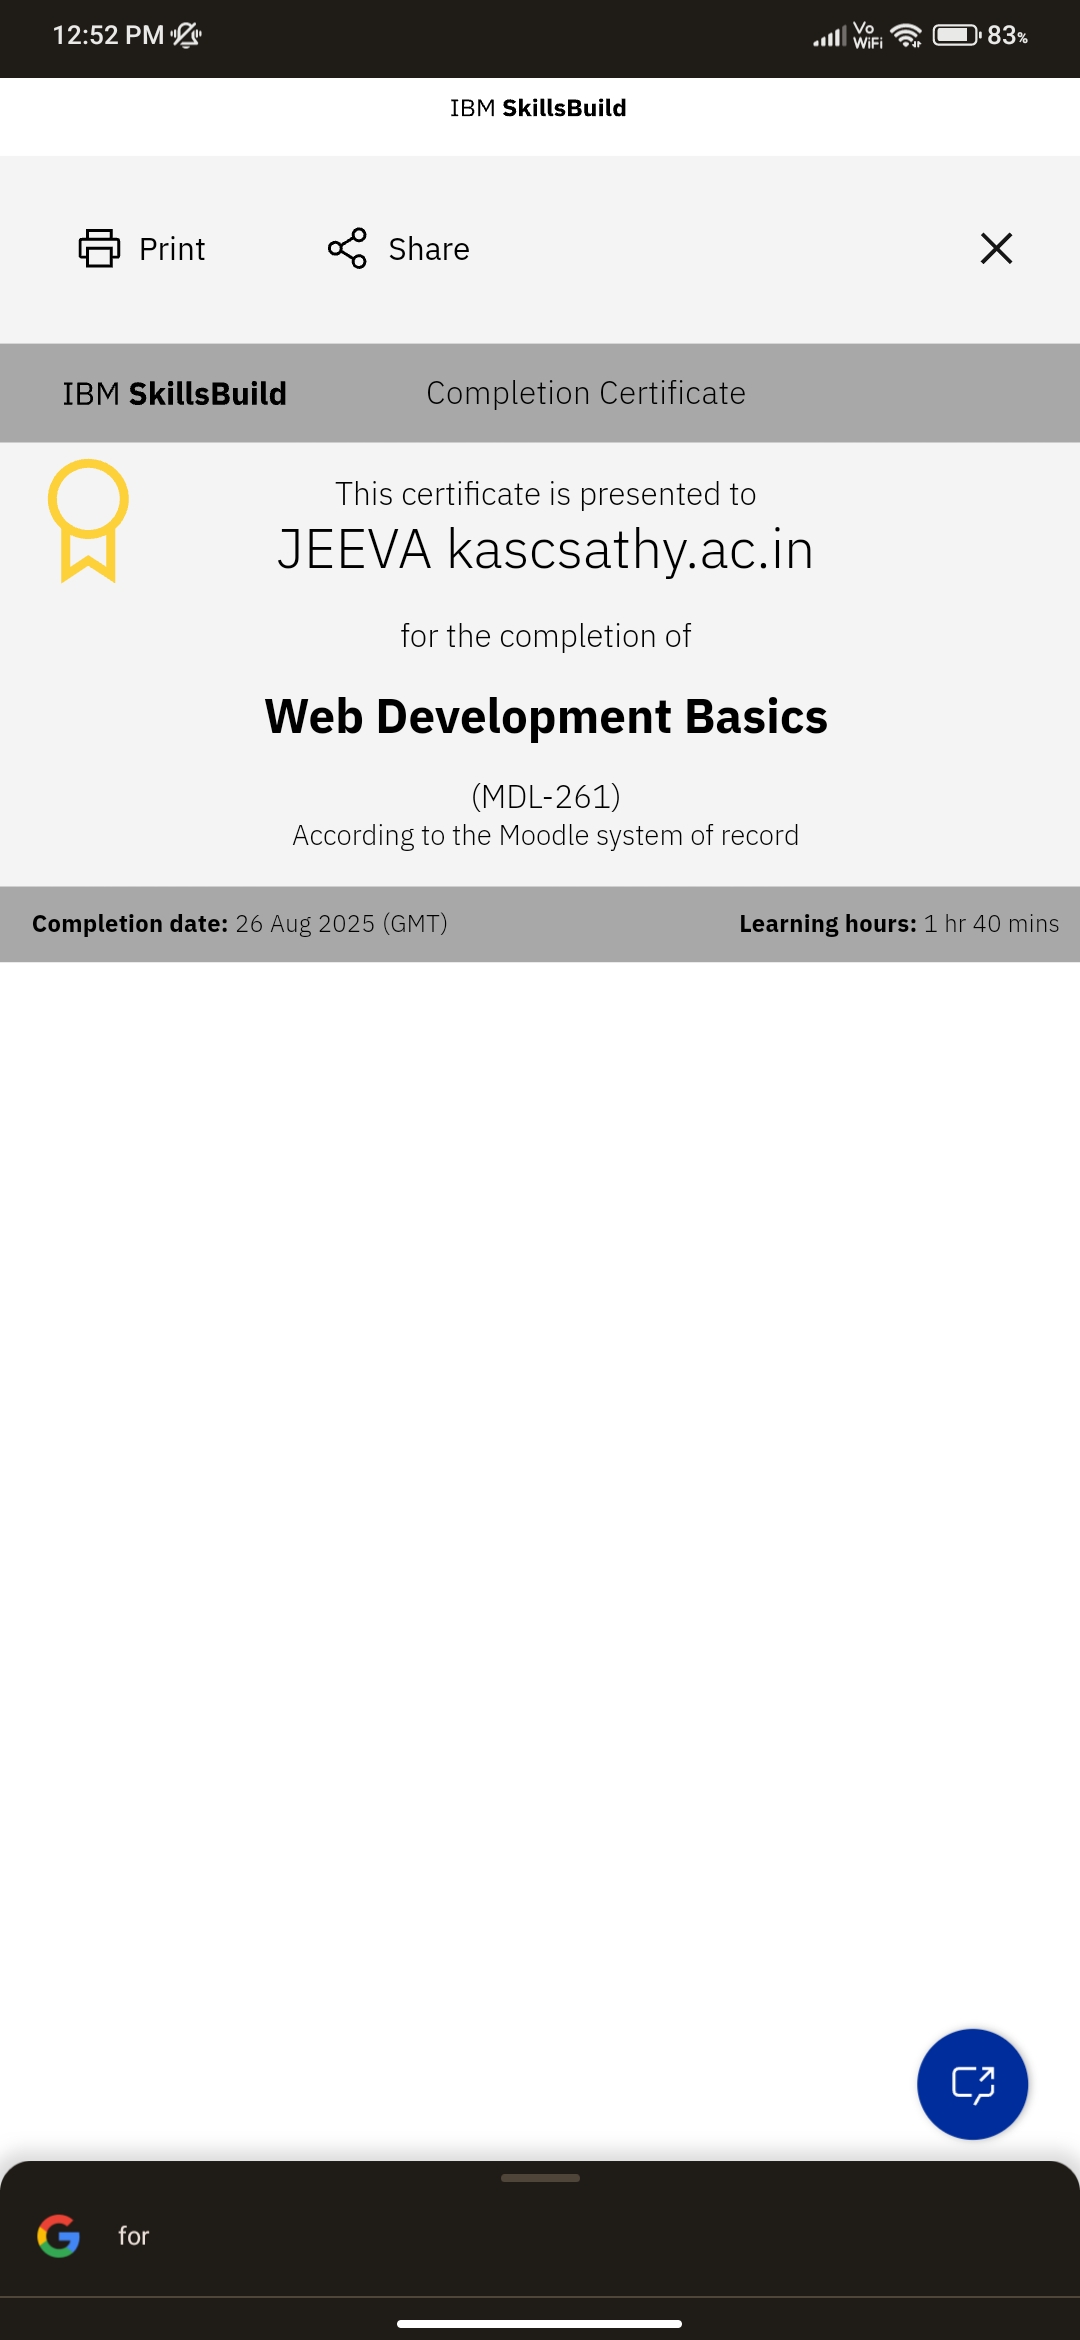 12:52 PM
Vo WiFi 83%
IBM SkillsBuild
Print Share
IBM SkillsBuild Completion Certificate
This certificate is presented to
JEEVA kascsathy.ac.in
for the completion of
Web Development Basics
(MDL-261)
According to the Moodle system of record
Completion date: 26 Aug 2025 (GMT) Learning hours: 1 hr 40 mins
for